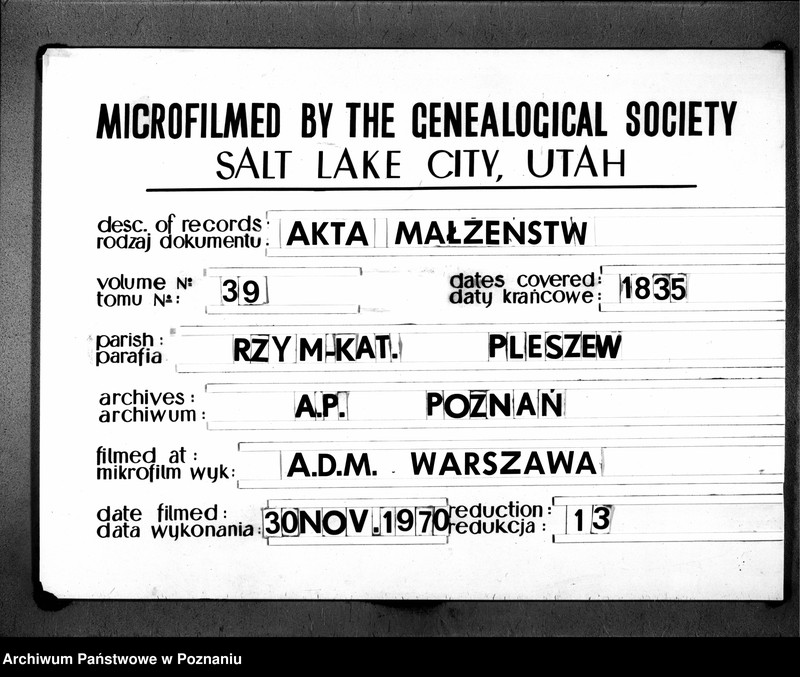 MICROFILMED BY THE GENEALOGICAL SOCIETY
SALT LAKE CITY, UTAH
desc. of records: AKTA MAŁŻEŃSTW
rodzaj dokumentu:
volume №: 39 dates covered: 1835
tomu №: daty krańcowe:
parish: RZYM-KAT. PLESZEW
parafia
archives: A.P. POZNAŃ
archiwum:
filmed at: A.D.M. WARSZAWA
mikrofilm wyk:
date filmed: 30 NOV. 1970 reduction: 13
data wykonania: redukcja:
Archiwum Państwowe w Poznaniu